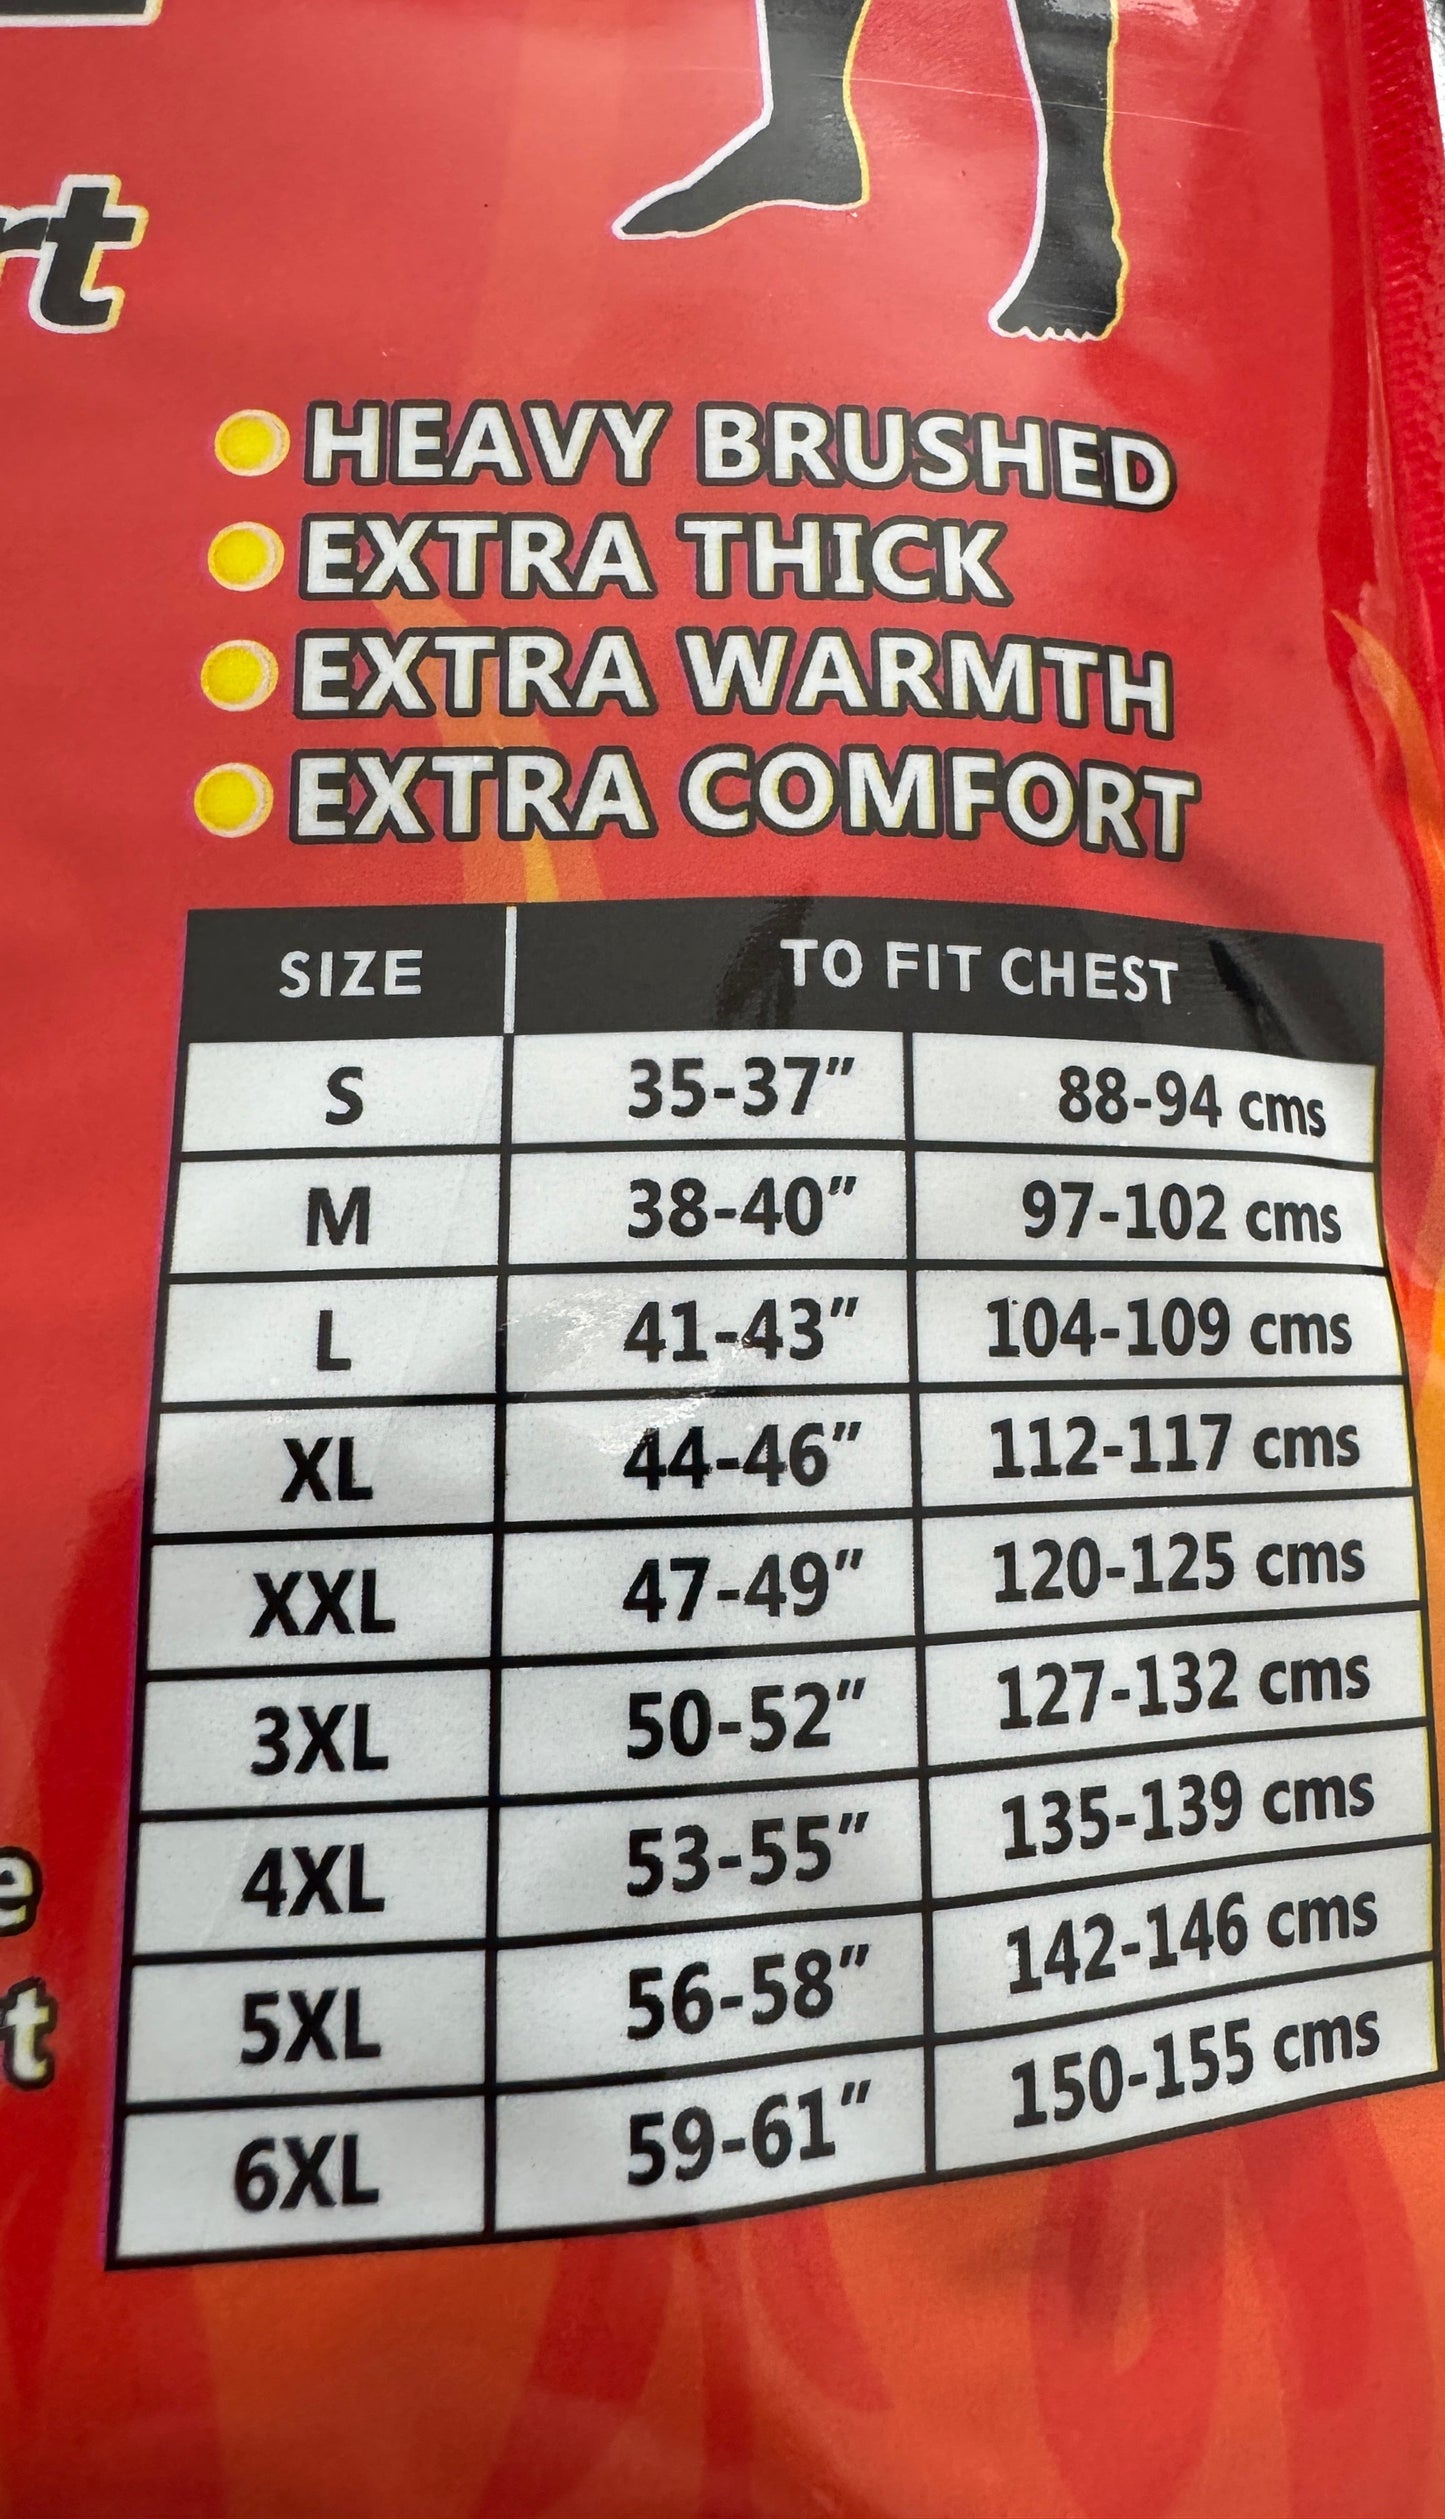 rt
HEAVY BRUSHED
EXTRA THICK
EXTRA WARMTH
EXTRA COMFORT
SIZE TO FIT CHEST
S 35-37” 88-94 cms
M 38-40” 97-102 cms
L 41-43” 104-109 cms
XL 44-46” 112-117 cms
XXL 47-49” 120-125 cms
3XL 50-52” 127-132 cms
4XL 53-55” 135-139 cms
5XL 56-58” 142-146 cms
6XL 59-61” 150-155 cms
e
t